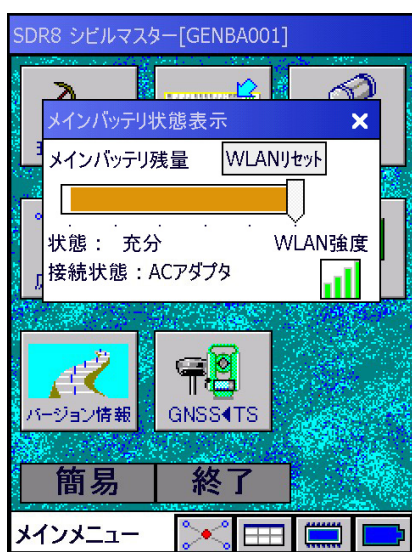 SDR8 シビルマスター[GENBA001]
メインバッテリ状態表示
メインバッテリ残量 WLANリセット
状態： 充分 WLAN強度
接続状態：ACアダプタ
バージョン情報 GNSS◀TS
簡易 終了
メインメニュー